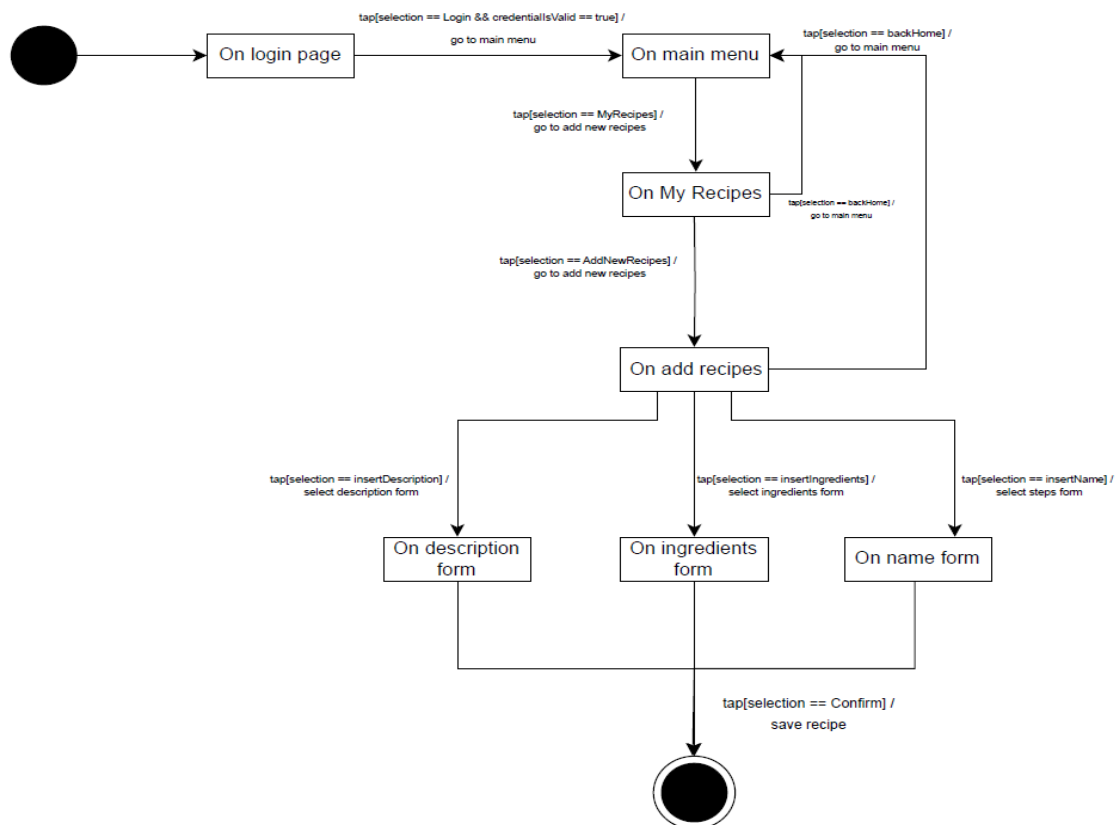 tap[selection == Login && credentialIsValid == true] /
go to main menu
tap[selection == backHome] /
go to main menu
On login page
On main menu
tap[selection == MyRecipes] /
go to add new recipes
On My Recipes
tap[selection == backHome] /
go to main menu
tap[selection == AddNewRecipes] /
go to add new recipes
On add recipes
tap[selection == insertDescription] /
select description form
tap[selection == insertIngredients] /
select ingredients form
tap[selection == insertName] /
select steps form
On description
form
On ingredients
form
On name form
tap[selection == Confirm] /
save recipe